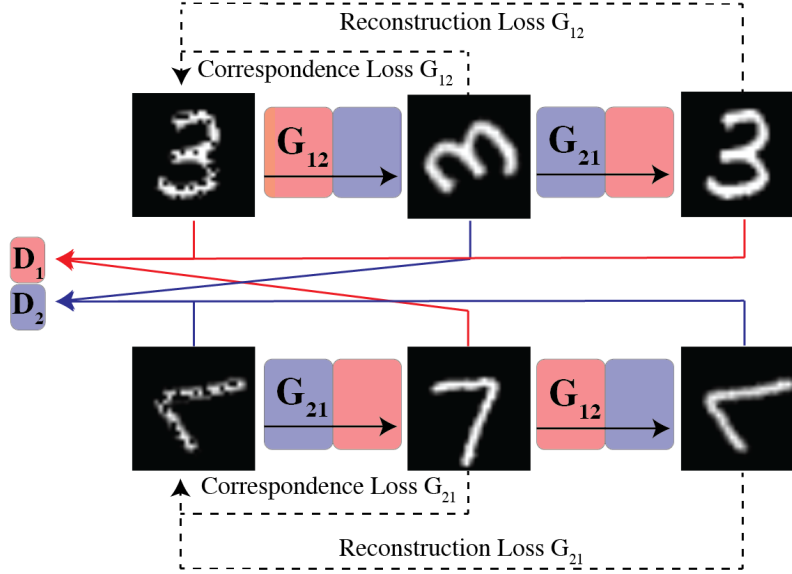 Reconstruction Loss G12
Correspondence Loss G12
G12
G21
D1
D2
G21
G12
Correspondence Loss G21
Reconstruction Loss G21